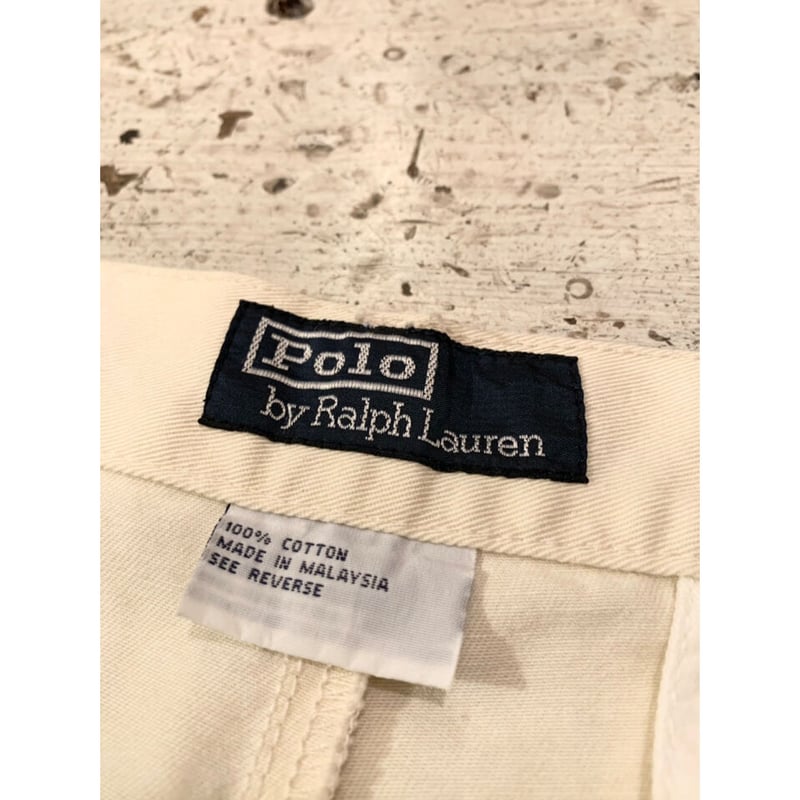 Polo
by Ralph Lauren
100% COTTON
MADE IN MALAYSIA
SEE REVERSE